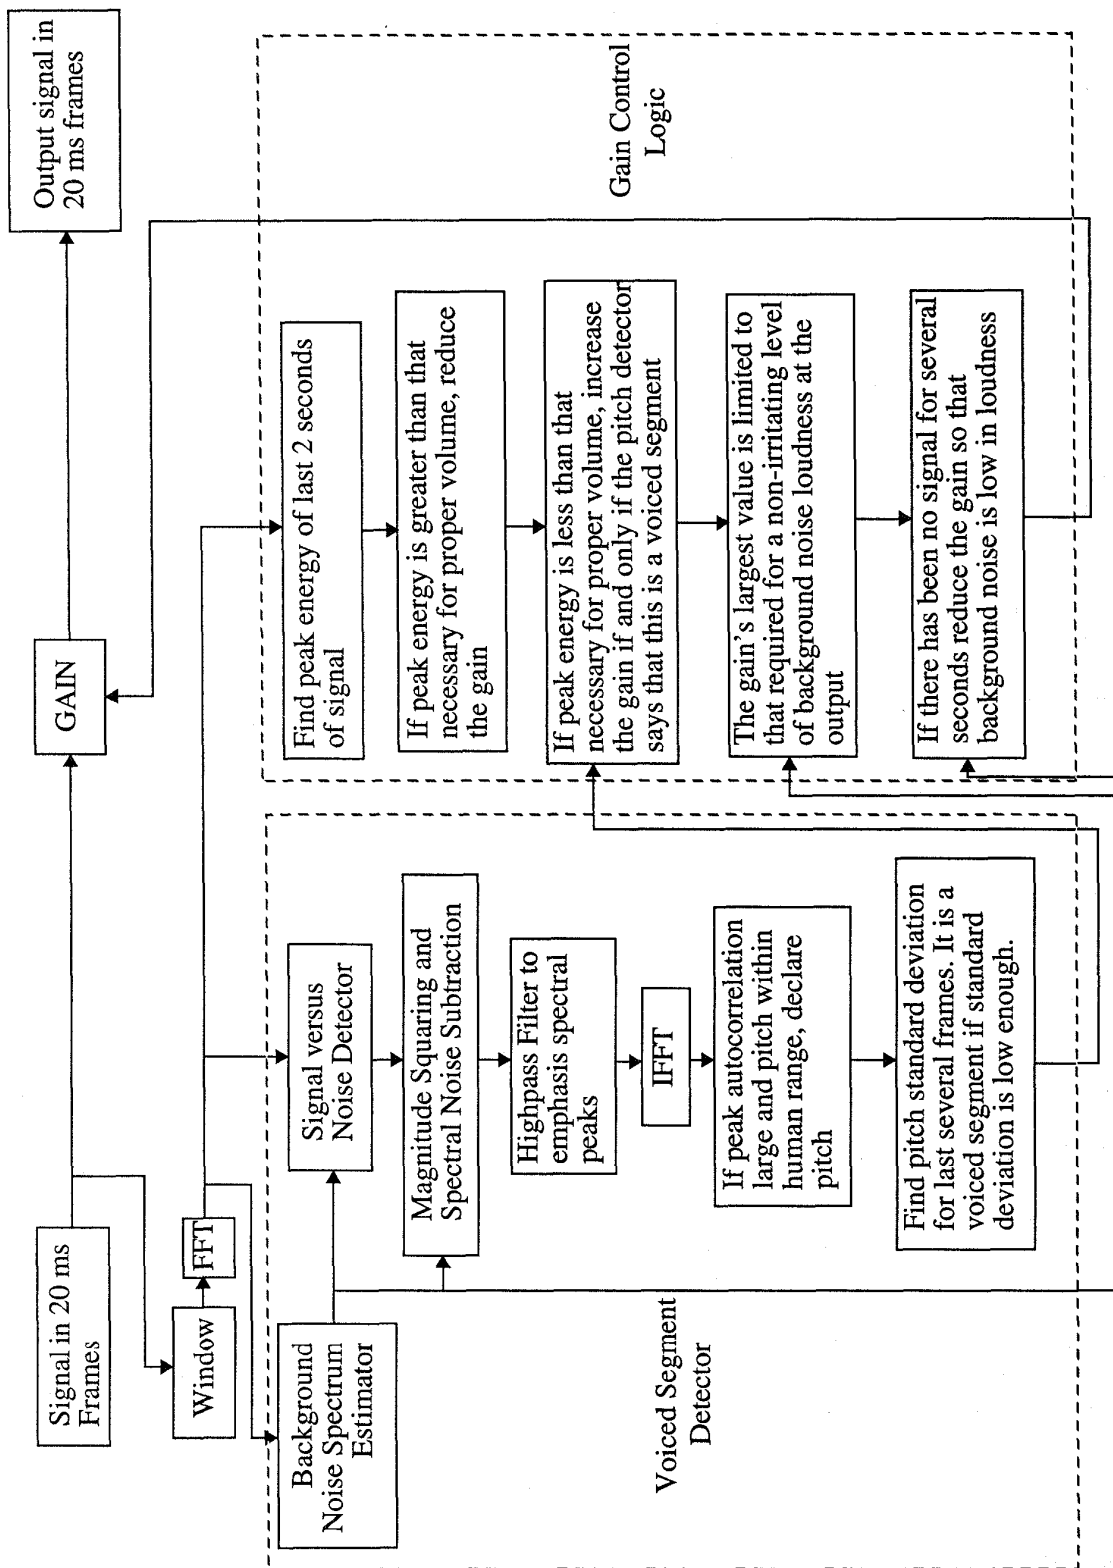 Signal in 20 ms
Frames
GAIN
Output signal in
20 ms frames
Window
FFT
Background
Noise Spectrum
Estimator
Signal versus
Noise Detector
Magnitude Squaring and
Spectral Noise Subtraction
Highpass Filter to
emphasis spectral
peaks
IFFT
If peak autocorrelation
large and pitch within
human range, declare
pitch
Find pitch standard deviation
for last several frames. It is a
voiced segment if standard
deviation is low enough.
Voiced Segment
Detector
Find peak energy of last 2 seconds
of signal
If peak energy is greater than that
necessary for proper volume, reduce
the gain
If peak energy is less than that
necessary for proper volume, increase
the gain if and only if the pitch detector
says that this is a voiced segment
The gain's largest value is limited to
that required for a non-irritating level
of background noise loudness at the
output
If there has been no signal for several
seconds reduce the gain so that
background noise is low in loudness
Gain Control
Logic